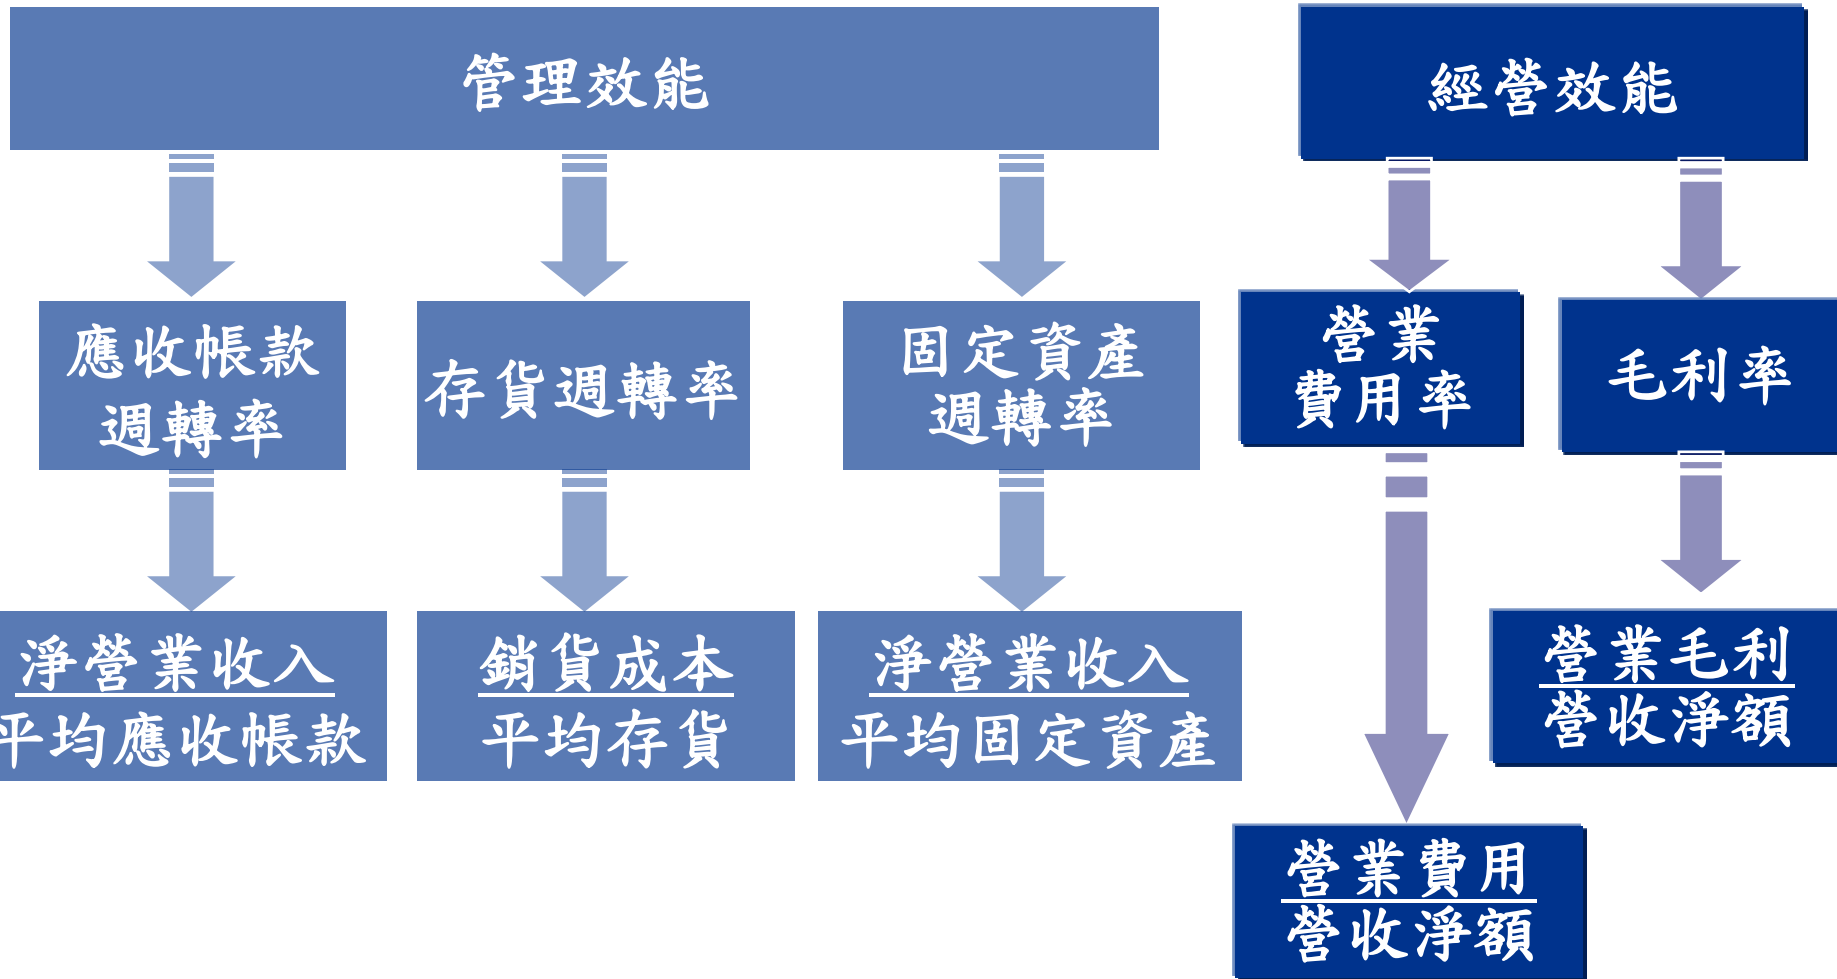 管理效能
經營效能
應收帳款
週轉率
存貨週轉率
固定資產
週轉率
營業
費用率
毛利率
淨營業收入
平均應收帳款
銷貨成本
平均存貨
淨營業收入
平均固定資產
營業毛利
營收淨額
營業費用
營收淨額